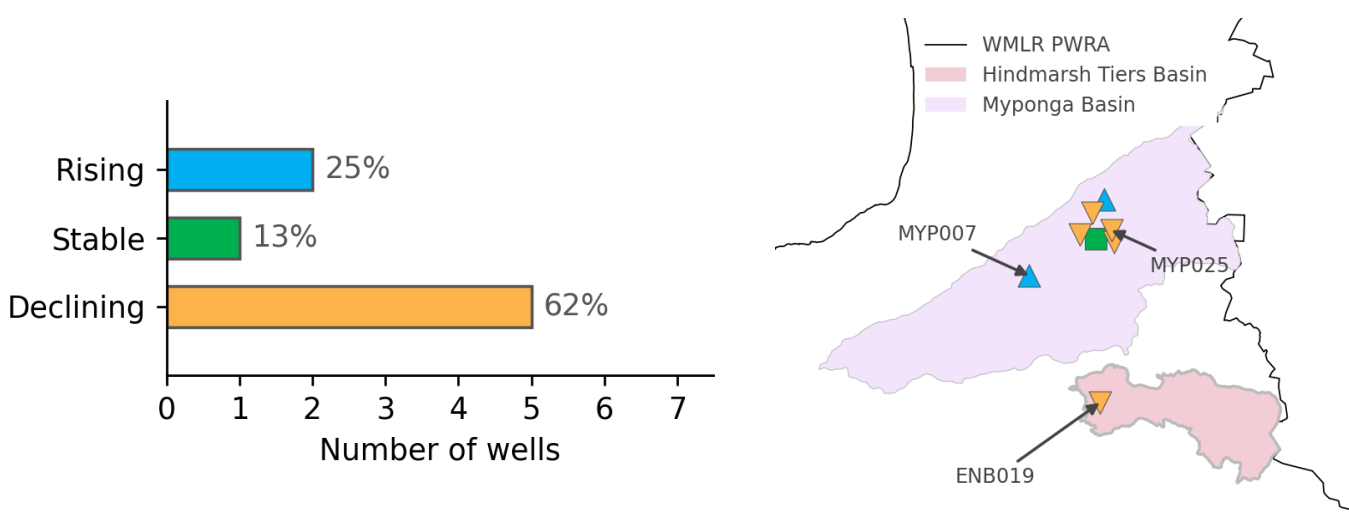 Rising
25%
Stable
13%
Declining
62%
0 1 2 3 4 5 6 7
Number of wells
WMLR PWRA
Hindmarsh Tiers Basin
Myponga Basin
MYP007
MYP025
ENB019